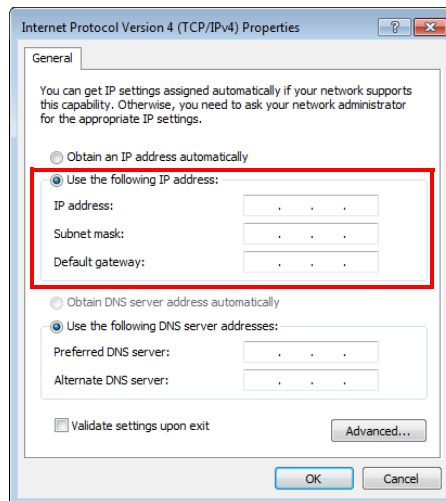 Internet Protocol Version 4 (TCP/IPv4) Properties
General
You can get IP settings assigned automatically if your network supports
this capability. Otherwise, you need to ask your network administrator
for the appropriate IP settings.
Obtain an IP address automatically
Use the following IP address:
IP address:
Subnet mask:
Default gateway:
Obtain DNS server address automatically
Use the following DNS server addresses:
Preferred DNS server:
Alternate DNS server:
Validate settings upon exit
Advanced...
OK Cancel